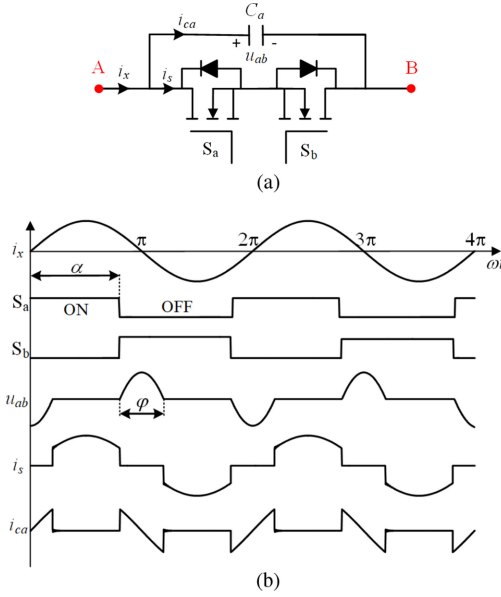 C_a
i_ca
+ -
A i_x i_s u_ab B
S_a S_b
(a)
i_x π 2π 3π 4π
ωt
α
S_a ON OFF
S_b
u_ab
φ
i_s
i_ca
(b)